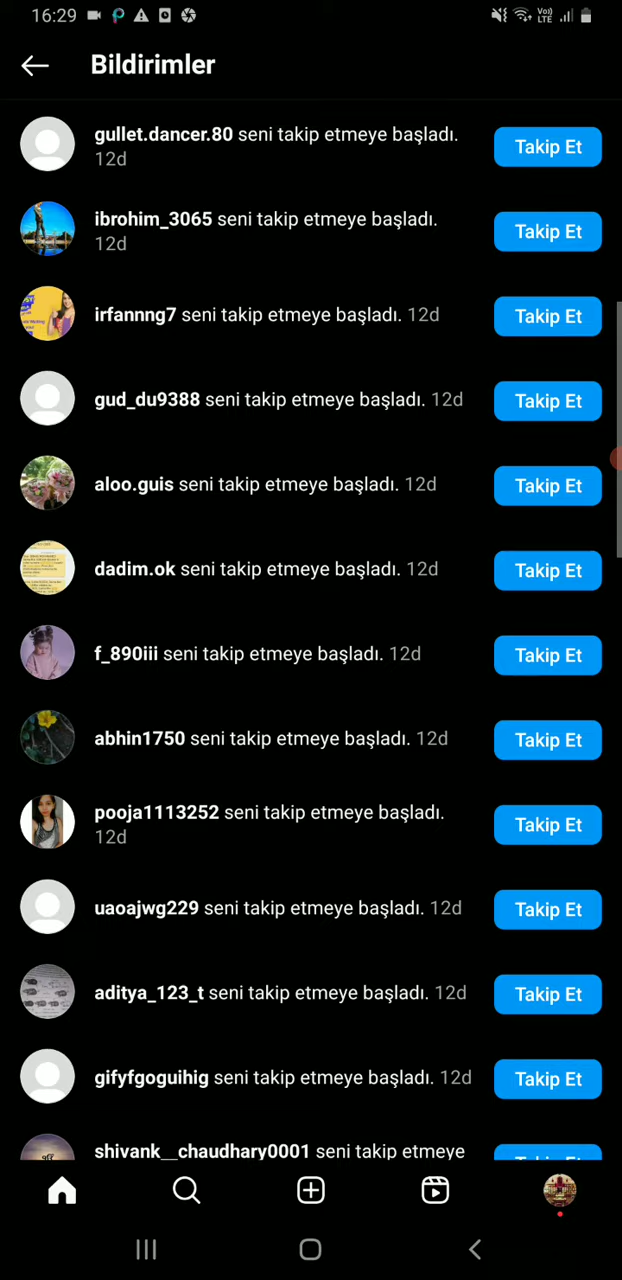 16:29
Vo)) LTE
Bildirimler
gullet.dancer.80 seni takip etmeye başladı.
12d
Takip Et
ibrohim_3065 seni takip etmeye başladı.
12d
Takip Et
irfannng7 seni takip etmeye başladı. 12d
Takip Et
gud_du9388 seni takip etmeye başladı. 12d
Takip Et
aloo.guis seni takip etmeye başladı. 12d
Takip Et
dadim.ok seni takip etmeye başladı. 12d
Takip Et
f_890iii seni takip etmeye başladı. 12d
Takip Et
abhin1750 seni takip etmeye başladı. 12d
Takip Et
pooja1113252 seni takip etmeye başladı.
12d
Takip Et
uaoajwg229 seni takip etmeye başladı. 12d
Takip Et
aditya_123_t seni takip etmeye başladı. 12d
Takip Et
gifyfgoguihig seni takip etmeye başladı. 12d
Takip Et
shivank__chaudhary0001 seni takip etmeye
Takip Et